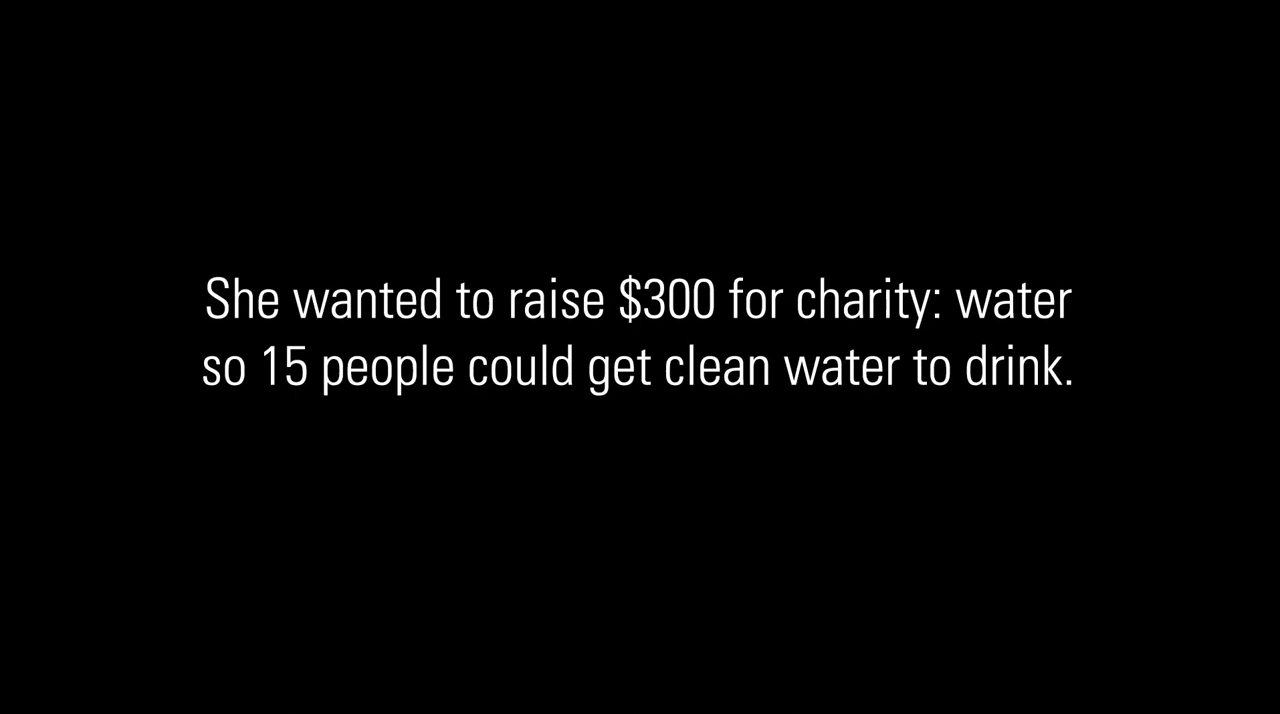 She wanted to raise $300 for charity: water
so 15 people could get clean water to drink.